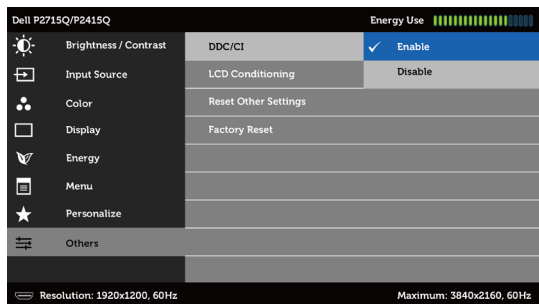 Dell P2715Q/P2415Q Energy Use
Brightness / Contrast DDC/CI Enable
Input Source LCD Conditioning Disable
Color Reset Other Settings
Display Factory Reset
Energy
Menu
Personalize
Others
Resolution: 1920x1200, 60Hz Maximum: 3840x2160, 60Hz